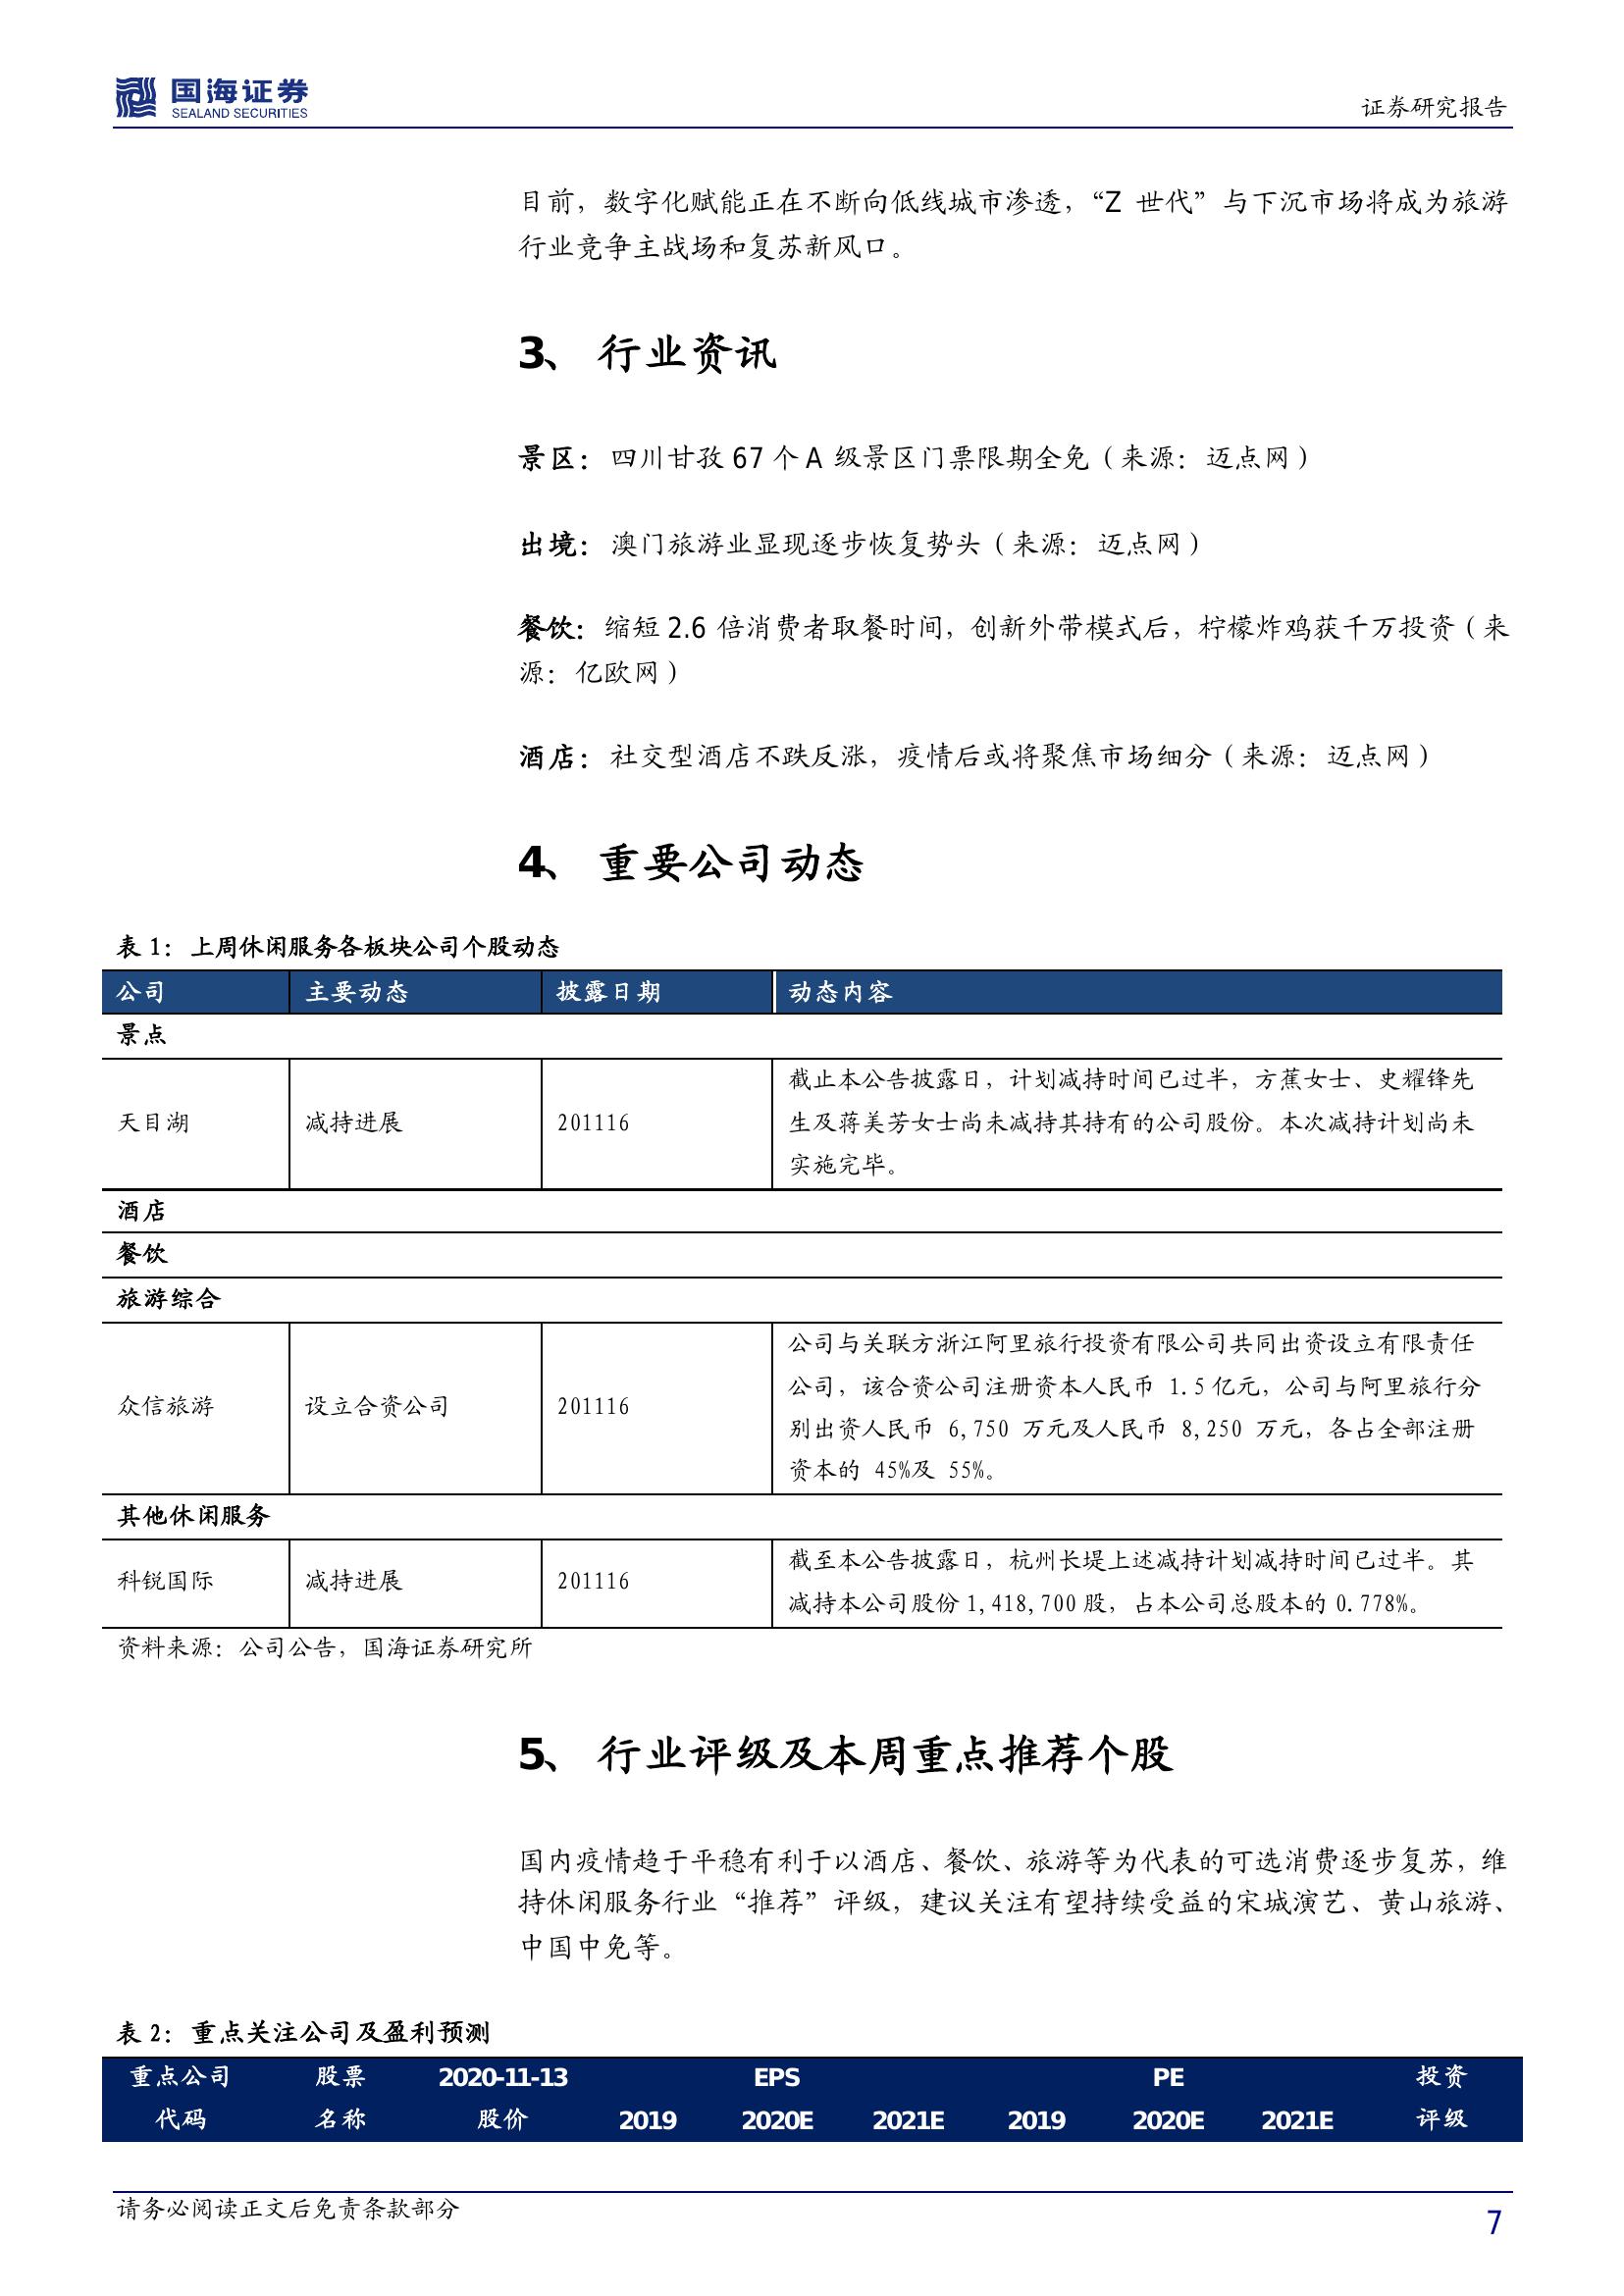 国海证券
SEALAND SECURITIES
证券研究报告
目前，数字化赋能正在不断向低线城市渗透，“Z 世代”与下沉市场将成为旅游
行业竞争主战场和复苏新风口。
3、 行业资讯
景区：四川甘孜 67 个 A 级景区门票限期全免（来源：迈点网）
出境：澳门旅游业显现逐步恢复势头（来源：迈点网）
餐饮：缩短 2.6 倍消费者取餐时间，创新外带模式后，柠檬炸鸡获千万投资（来
源：亿欧网）
酒店：社交型酒店不跌反涨，疫情后或将聚焦市场细分（来源：迈点网）
4、 重要公司动态
表 1：上周休闲服务各板块公司个股动态
公司 主要动态 披露日期 动态内容
景点
截止本公告披露日，计划减持时间已过半，方蕉女士、史耀锋先
天目湖 减持进展 201116 生及蒋美芳女士尚未减持其持有的公司股份。本次减持计划尚未
实施完毕。
酒店
餐饮
旅游综合
公司与关联方浙江阿里旅行投资有限公司共同出资设立有限责任
公司，该合资公司注册资本人民币 1.5 亿元，公司与阿里旅行分
众信旅游 设立合资公司 201116 别出资人民币 6,750 万元及人民币 8,250 万元，各占全部注册
资本的 45%及 55%。
其他休闲服务
科锐国际 减持进展 201116 截至本公告披露日，杭州长堤上述减持计划减持时间已过半。其
减持本公司股份 1,418,700 股，占本公司总股本的 0.778%。
资料来源：公司公告，国海证券研究所
5、 行业评级及本周重点推荐个股
国内疫情趋于平稳有利于以酒店、餐饮、旅游等为代表的可选消费逐步复苏，维
持休闲服务行业“推荐”评级，建议关注有望持续受益的宋城演艺、黄山旅游、
中国中免等。
表 2：重点关注公司及盈利预测
重点公司 股票 2020-11-13 EPS PE 投资
代码 名称 股价 2019 2020E 2021E 2019 2020E 2021E 评级
请务必阅读正文后免责条款部分
7